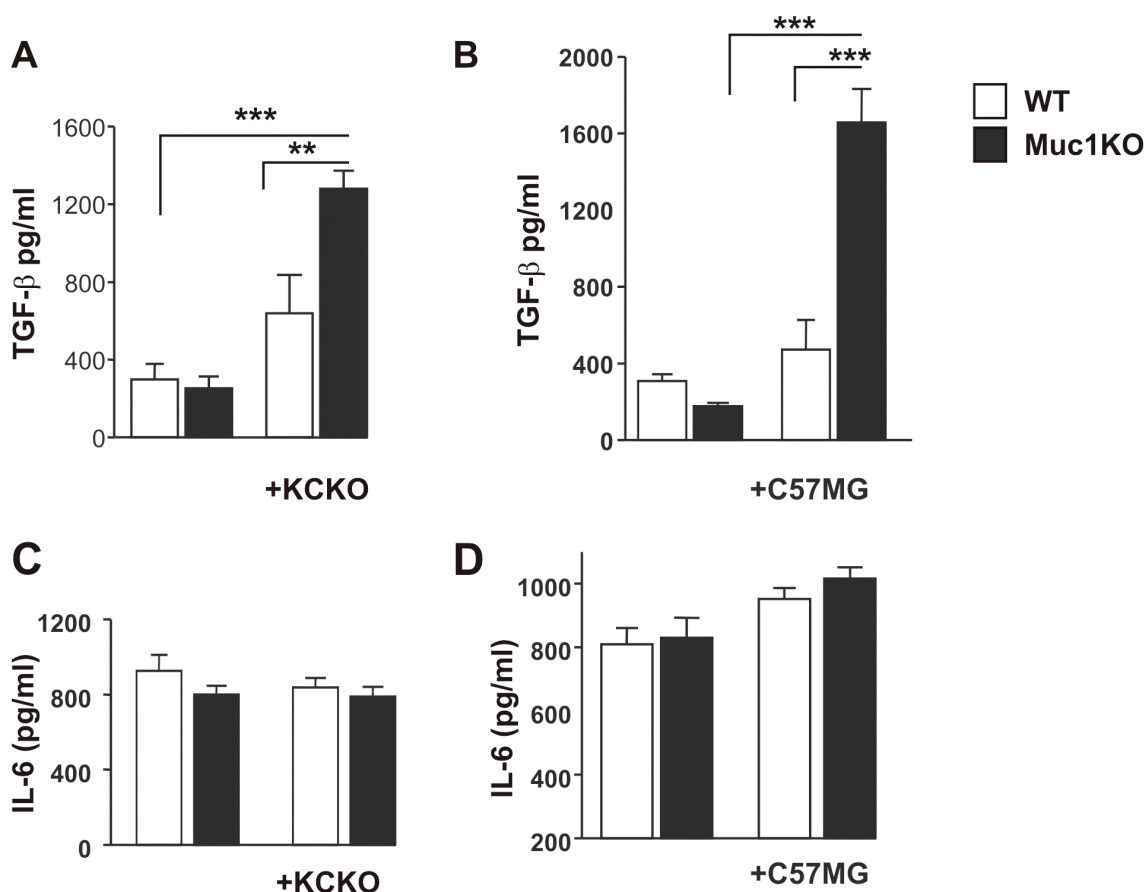 A
TGF-β pg/ml
1600
1200
800
400
0
***
**
+KCKO
B
TGF-β pg/ml
2000
1600
1200
800
400
0
***
***
+C57MG
WT
Muc1KO
C
IL-6 (pg/ml)
1200
800
400
0
+KCKO
D
IL-6 (pg/ml)
1000
800
600
400
200
+C57MG